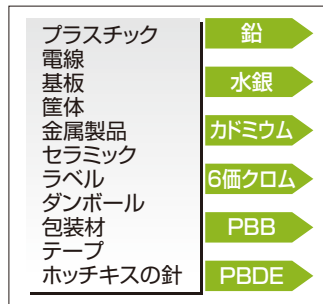 プラスチック
電線
基板
筐体
金属製品
セラミック
ラベル
ダンボール
包装材
テープ
ホッチキスの針
鉛
水銀
カドミウム
6価クロム
PBB
PBDE